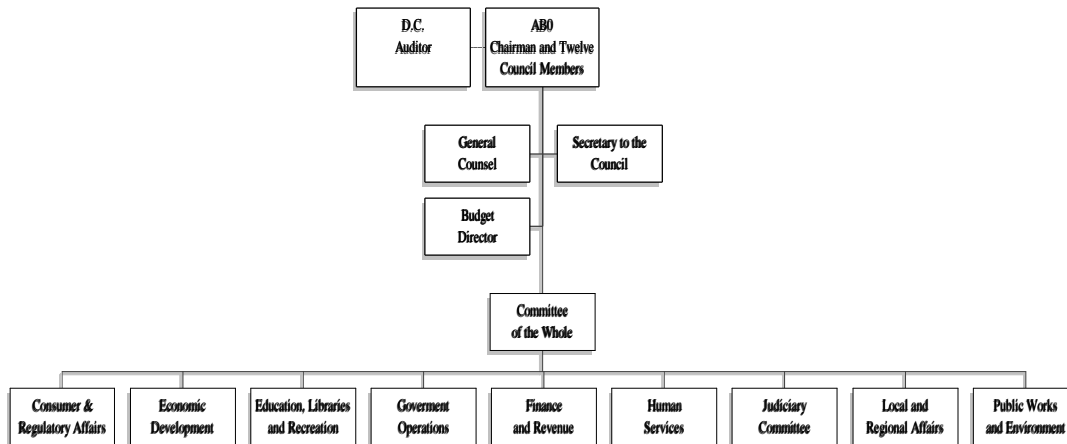 D.C.
Auditor
AB0
Chairman and Twelve
Council Members
General
Counsel
Secretary to the
Council
Budget
Director
Committee
of the Whole
Consumer &
Regulatory Affairs
Economic
Development
Education, Libraries
and Recreation
Goverment
Operations
Finance
and Revenue
Human
Services
Judiciary
Committee
Local and
Regional Affairs
Public Works
and Environment